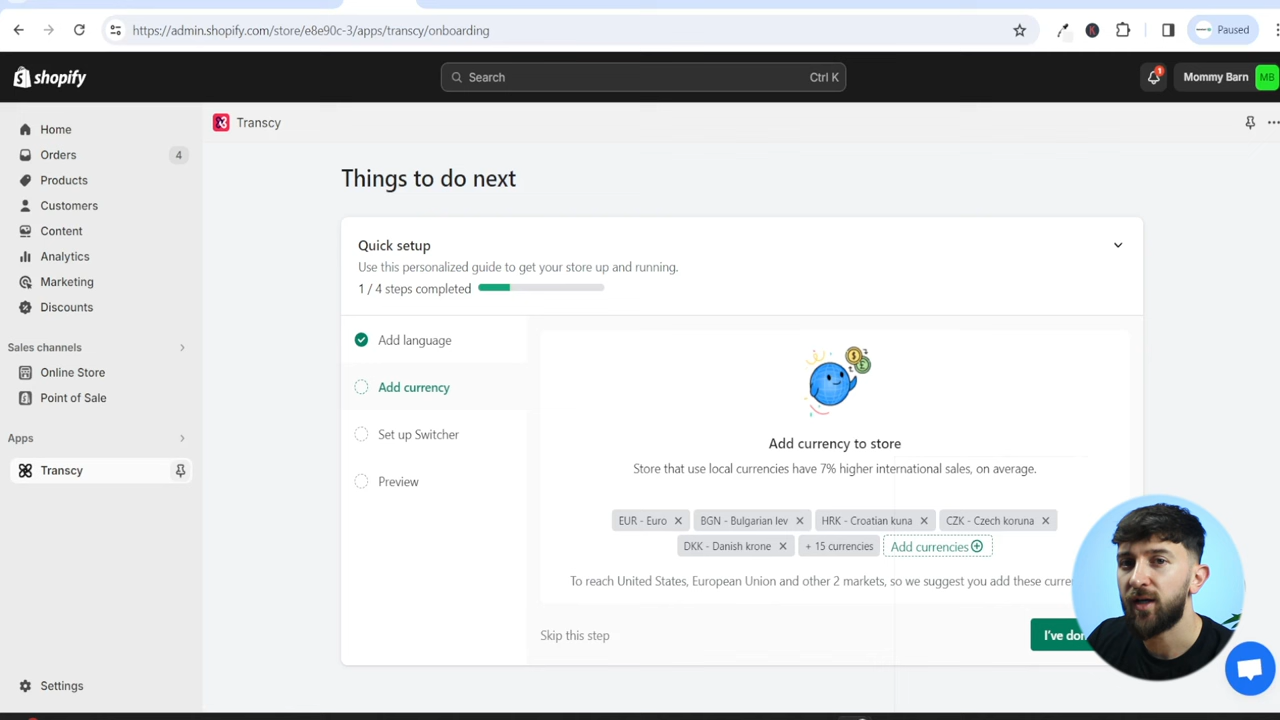 https://admin.shopify.com/store/e8e90c-3/apps/transcy/onboarding
Paused
shopify
Search
Ctrl K
1
Mommy Barn
MB
Home
Orders
4
Products
Customers
Content
Analytics
Marketing
Discounts
Sales channels
Online Store
Point of Sale
Apps
Transcy
Settings
Transcy
Things to do next
Quick setup
Use this personalized guide to get your store up and running.
1 / 4 steps completed
Add language
Add currency
Set up Switcher
Preview
Add currency to store
Store that use local currencies have 7% higher international sales, on average.
EUR - Euro
BGN - Bulgarian lev
HRK - Croatian kuna
CZK - Czech koruna
DKK - Danish krone
+ 15 currencies
Add currencies
To reach United States, European Union and other 2 markets, so we suggest you add these
Skip this step
I've